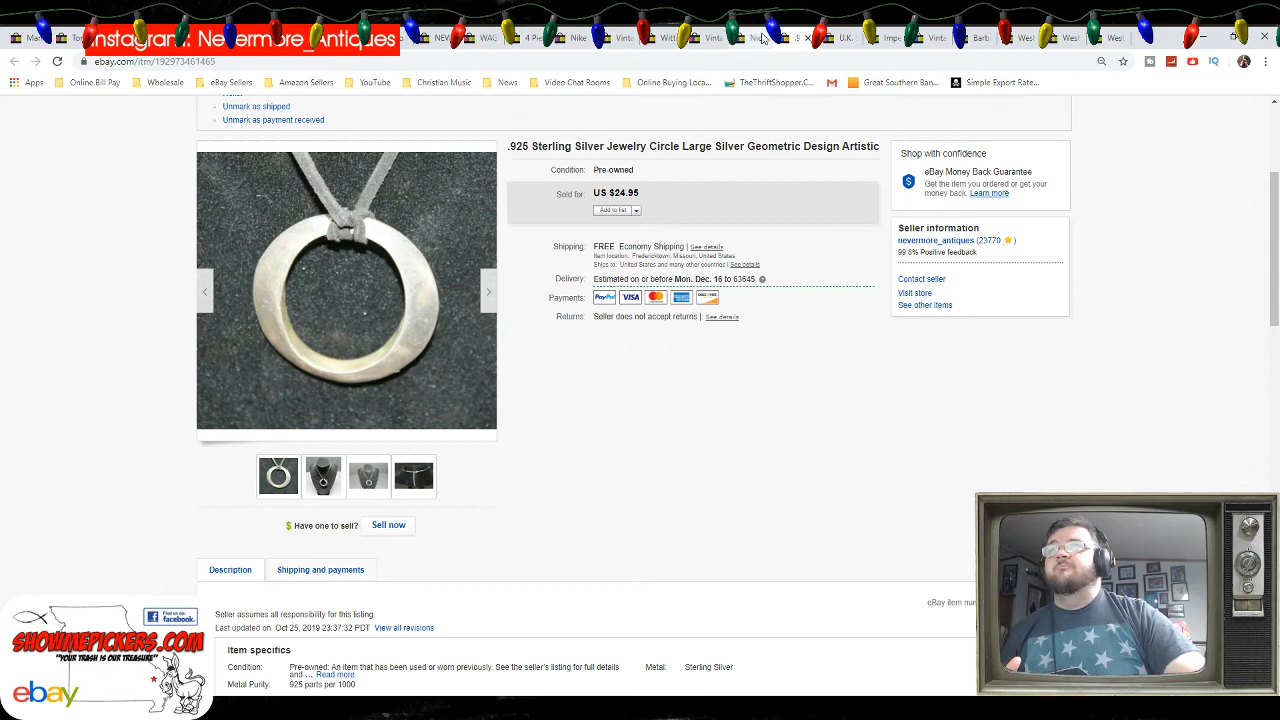 Instagram: Nevermore_Antiques
ebay.com/itm/192973461465
Apps Online Bill Pay Wholesale eBay Sellers Amazon Sellers YouTube Christian Music News Video Chat Rooms Online Buying Loca... TheThriftShopper.C... Great Southern Ban... Simple Export Rate...
Unmark as shipped
Unmark as payment received
.925 Sterling Silver Jewelry Circle Large Silver Geometric Design Artistic
Condition: Pre-owned
Sold for: US $24.95
Add to list
Shipping: FREE Economy Shipping | See details
Item location: Fredericktown, Missouri, United States
Ships to: United States and many other countries | See details
Delivery: Estimated on or before Mon. Dec. 16 to 63645
Payments: PayPal VISA
Returns: Seller does not accept returns | See details
Shop with confidence
eBay Money Back Guarantee
Get the item you ordered or get your
money back. Learn more
Seller information
nevermore_antiques (23770 )
99.8% Positive feedback
Contact seller
Visit store
See other items
$ Have one to sell? Sell now
Description Shipping and payments
Seller assumes all responsibility for this listing.
eBay item num
Last updated on Oct 25, 2019 23:37:32 PDT View all revisions
Item specifics
Condition: Pre-owned: An item that has been used or worn previously. See the seller's listing for full details
and ... Read more
Metal: Sterling Silver
Metal Purity: 925 parts per 1000
Find us on
facebook.
SHOWMEPICKERS.COM
"YOUR TRASH IS OUR TREASURE"
ebay